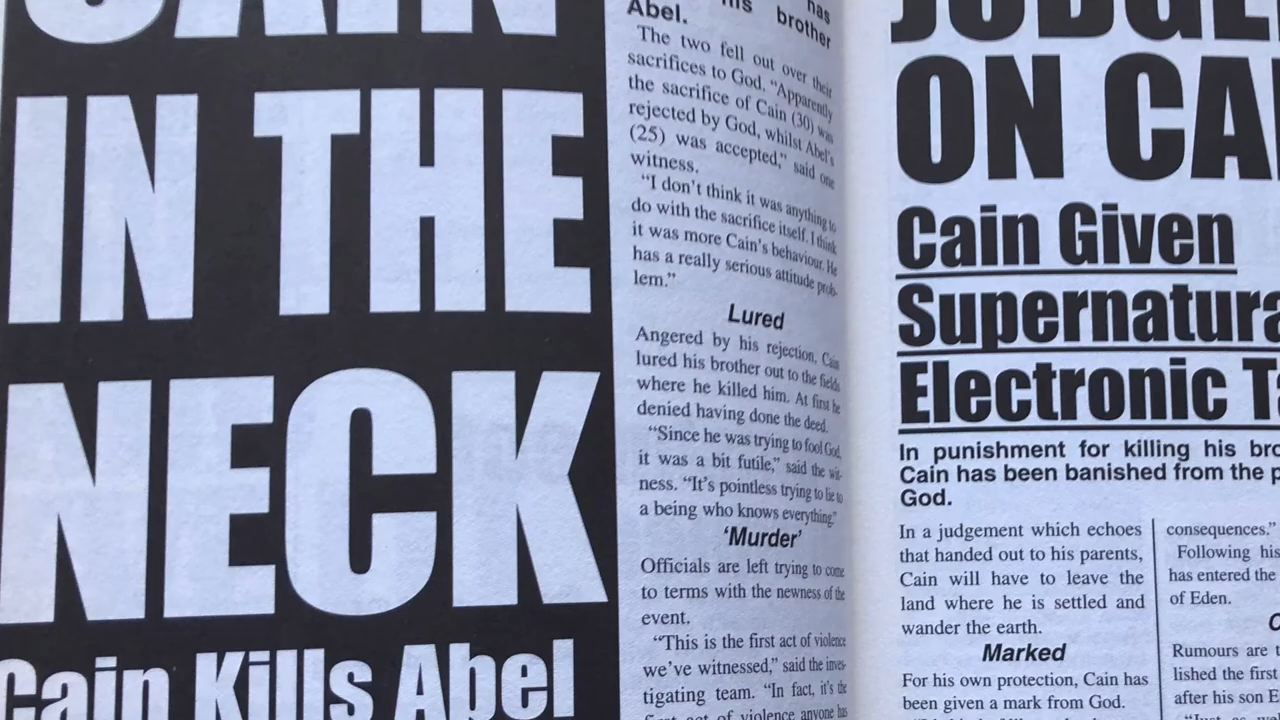 CAIN
IN THE
NECK
Cain Kills Abel
has
his brother
Abel.
The two fell out over their
sacrifices to God. “Apparently
the sacrifice of Cain (30) was
rejected by God, whilst Abel's
(25) was accepted,” said one
witness.
“I don't think it was anything to
do with the sacrifice itself. I think
it was more Cain's behaviour. He
has a really serious attitude prob-
lem.”
Lured
Angered by his rejection, Cain
lured his brother out to the fields
where he killed him. At first he
denied having done the deed.
“Since he was trying to fool God,
it was a bit futile,” said the wit-
ness. “It's pointless trying to lie to
a being who knows everything.”
‘Murder’
Officials are left trying to come
to terms with the newness of the
event.
“This is the first act of violence
we've witnessed,” said the inves-
tigating team. “In fact, it's the
first act of violence anyone has
JUDGE
ON CA
Cain Given
Supernatura
Electronic Ta
In punishment for killing his bro
Cain has been banished from the p
God.
In a judgement which echoes
that handed out to his parents,
Cain will have to leave the
land where he is settled and
wander the earth.
Marked
For his own protection, Cain has
been given a mark from God.
consequences.”
Following his
has entered the
of Eden.
Rumours are t
lished the first
after his son E